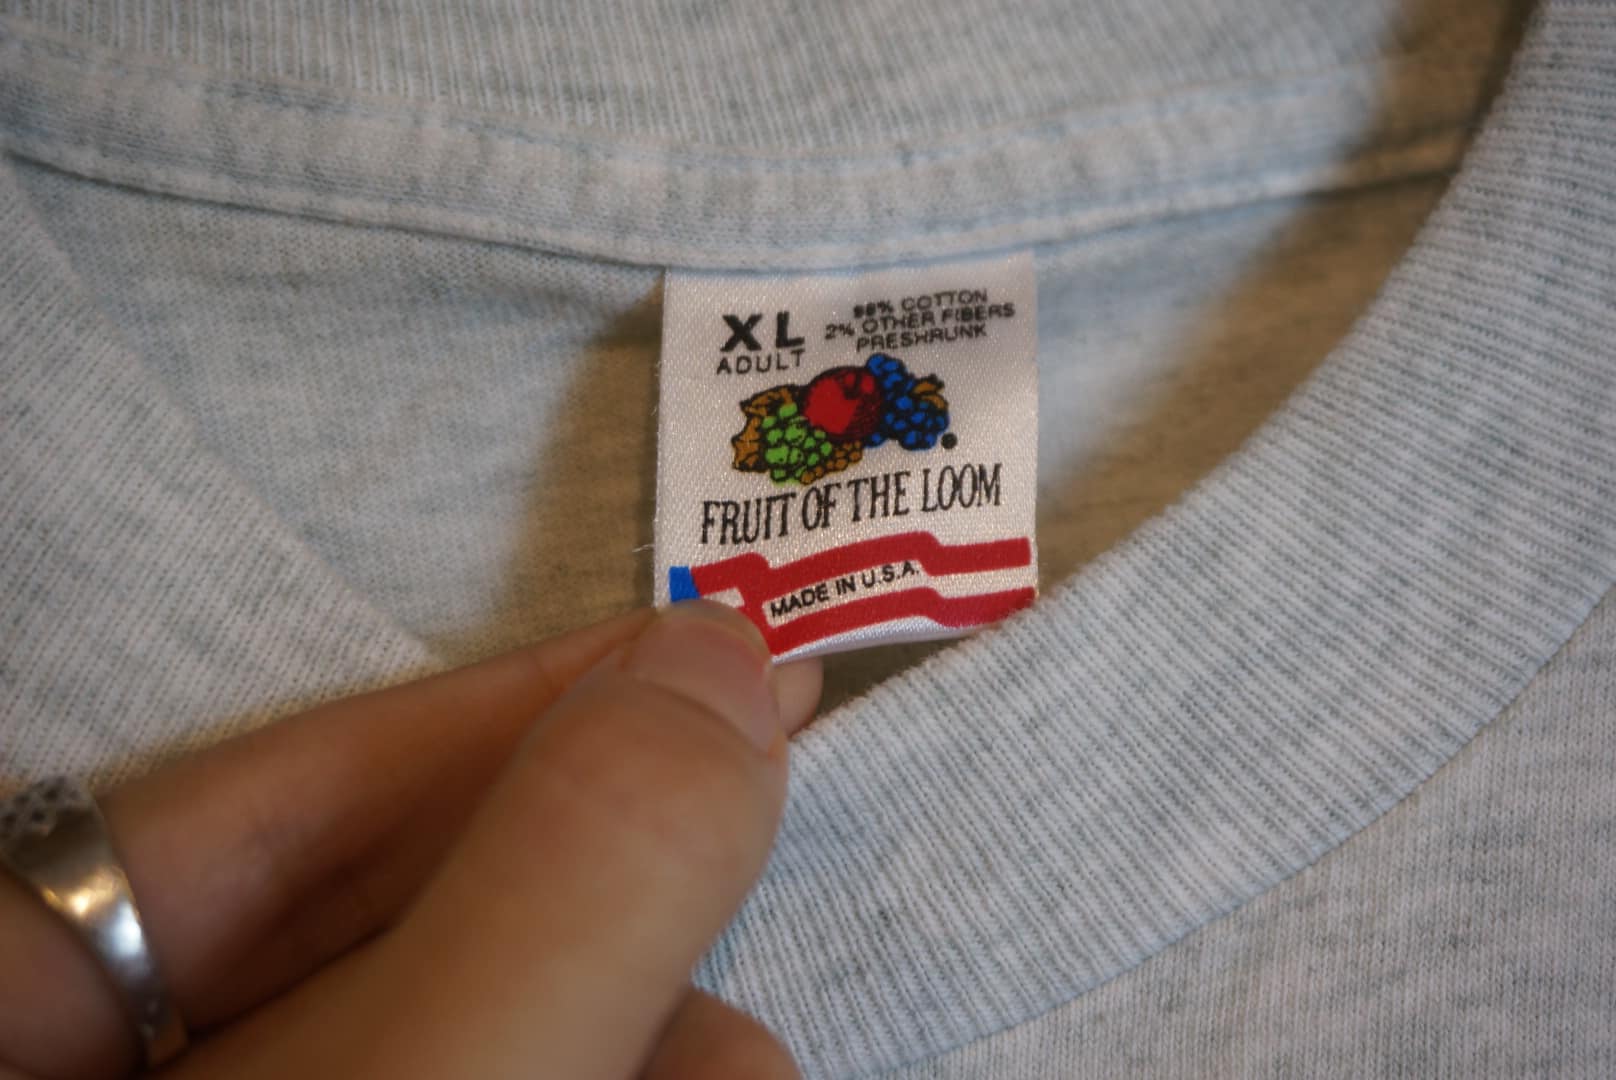 XL
ADULT
98% COTTON
2% OTHER FIBERS
PRESHRUNK
FRUIT OF THE LOOM
MADE IN U.S.A.